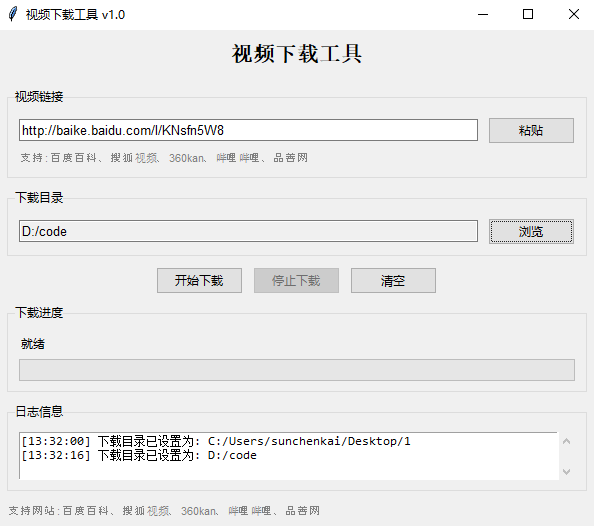 视频下载工具 v1.0
视频下载工具
视频链接
http://baike.baidu.com/l/KNsfn5W8
粘贴
支持:百度百科、搜狐视频、360kan、哔哩哔哩、品善网
下载目录
D:/code
浏览
开始下载 停止下载 清空
下载进度
就绪
日志信息
[13:32:00] 下载目录已设置为: C:/Users/sunchenkai/Desktop/1
[13:32:16] 下载目录已设置为: D:/code
支持网站:百度百科、搜狐视频、360kan、哔哩哔哩、品善网